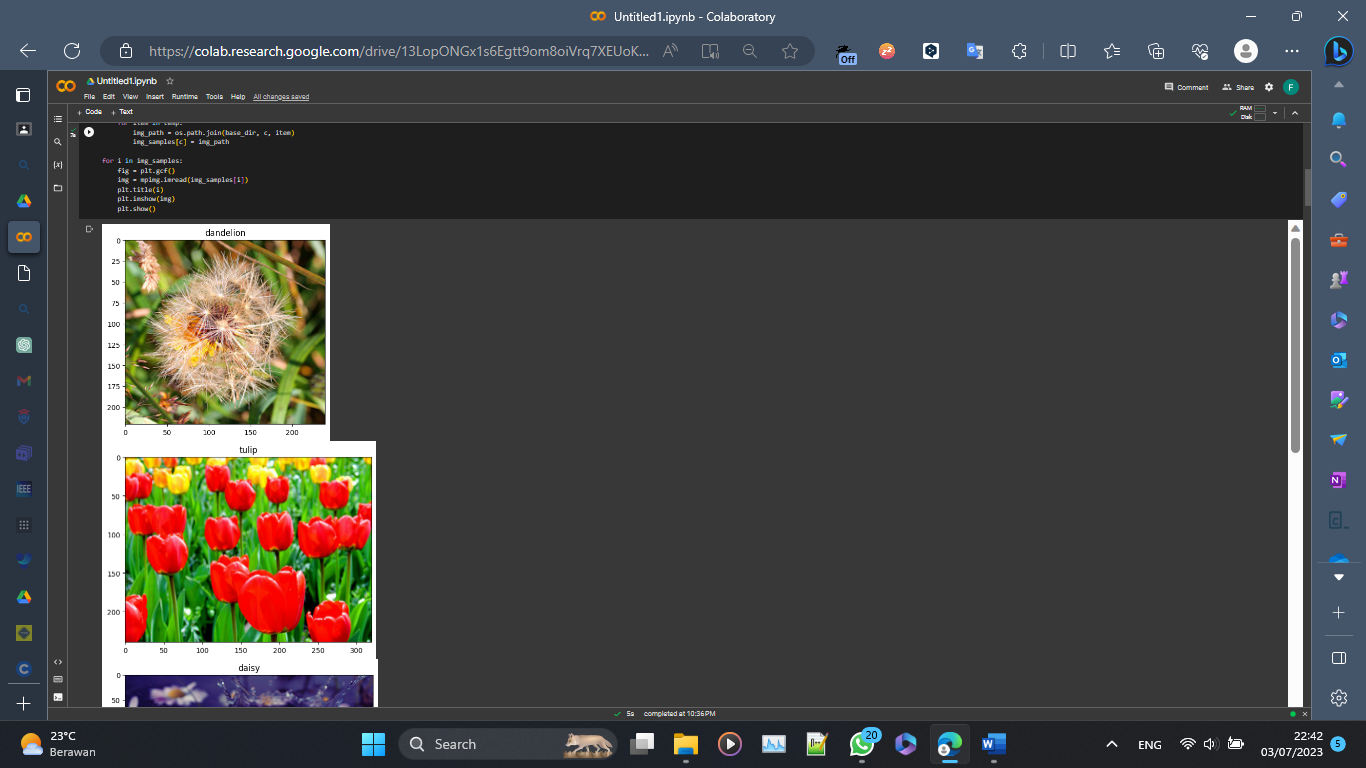 Untitled1.ipynb - Colaboratory
https://colab.research.google.com/drive/13LopONGx1s6Egtt9om8oiVrq7XEUoK...
Off
Untitled1.ipynb
File Edit View Insert Runtime Tools Help All changes saved
Comment Share F
+ Code + Text
RAM
Disk
7s
img_path = os.path.join(base_dir, c, item)
img_samples[c] = img_path
for i in img_samples:
fig = plt.gcf()
img = mpimg.imread(img_samples[i])
plt.title(i)
plt.imshow(img)
plt.show()
dandelion
0
25
50
75
100
125
150
175
200
0 50 100 150 200
tulip
0
50
100
150
200
0 50 100 150 200 250 300
daisy
0
50
5s completed at 10:36 PM
IEEE
23°C
Berawan
Search
20
ENG
22:42
03/07/2023
5